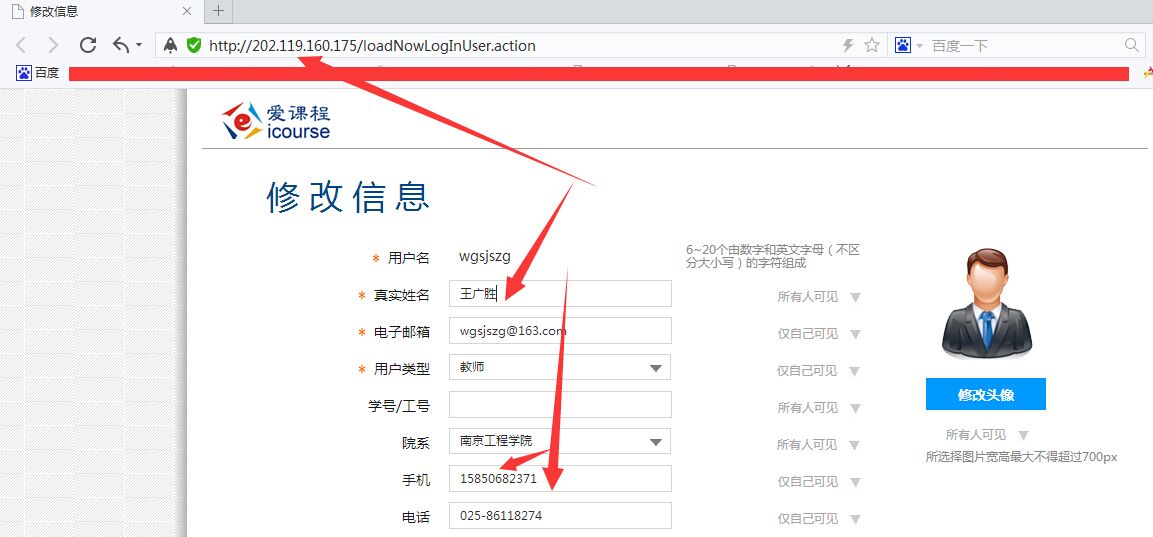 修改信息
http://202.119.160.175/loadNowLogInUser.action
百度一下
百度
爱课程
icourse
修改信息
* 用户名 wgsjszg 6~20个由数字和英文字母（不区
分大小写）的字符组成
* 真实姓名 王广胜 所有人可见
* 电子邮箱 wgsjszg@163.com 仅自己可见
* 用户类型 教师 仅自己可见
学号/工号 所有人可见
院系 南京工程学院 所有人可见
手机 15850682371 仅自己可见
电话 025-86118274 仅自己可见
修改头像
所有人可见
所选择图片宽高最大不得超过700px